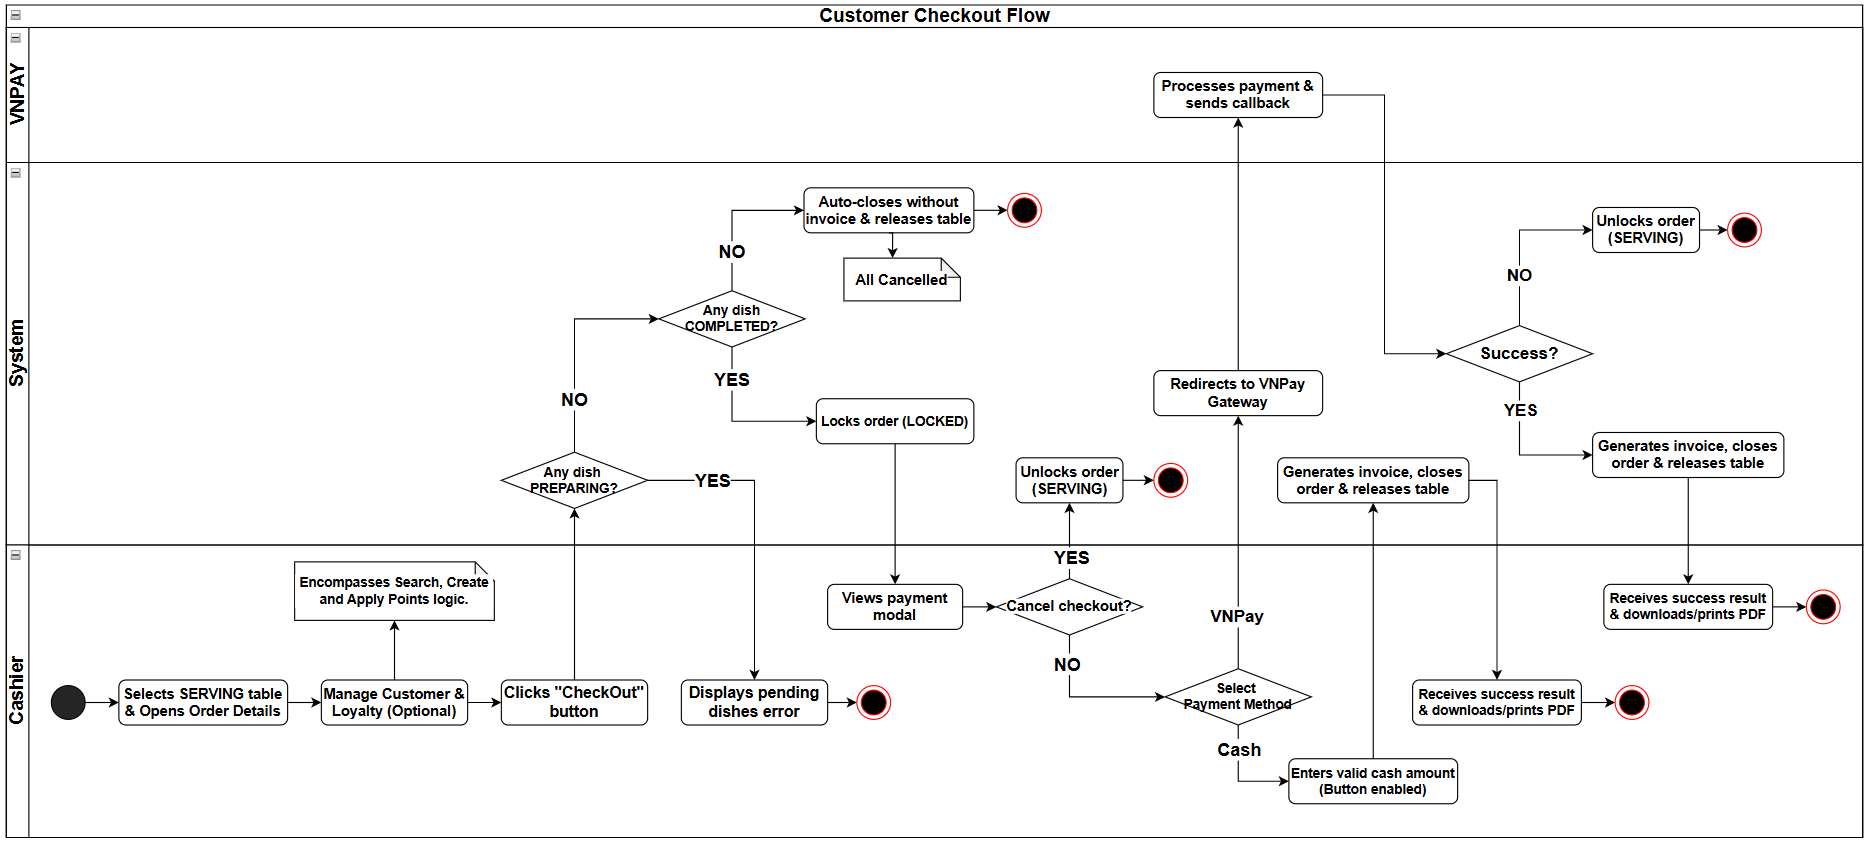 Customer Checkout Flow
VNPAY
Processes payment &
sends callback
System
Auto-closes without
invoice & releases table
All Cancelled
NO
Any dish
COMPLETED?
YES
Locks order (LOCKED)
NO
Any dish
PREPARING?
YES
Unlocks order
(SERVING)
Redirects to VNPay
Gateway
Generates invoice, closes
order & releases table
Unlocks order
(SERVING)
NO
Success?
YES
Generates invoice, closes
order & releases table
Cashier
Encompasses Search, Create
and Apply Points logic.
Selects SERVING table
& Opens Order Details
Manage Customer &
Loyalty (Optional)
Clicks "CheckOut"
button
Displays pending
dishes error
Views payment
modal
YES
Cancel checkout?
NO
VNPay
Select
Payment Method
Cash
Enters valid cash amount
(Button enabled)
Receives success result
& downloads/prints PDF
Receives success result
& downloads/prints PDF